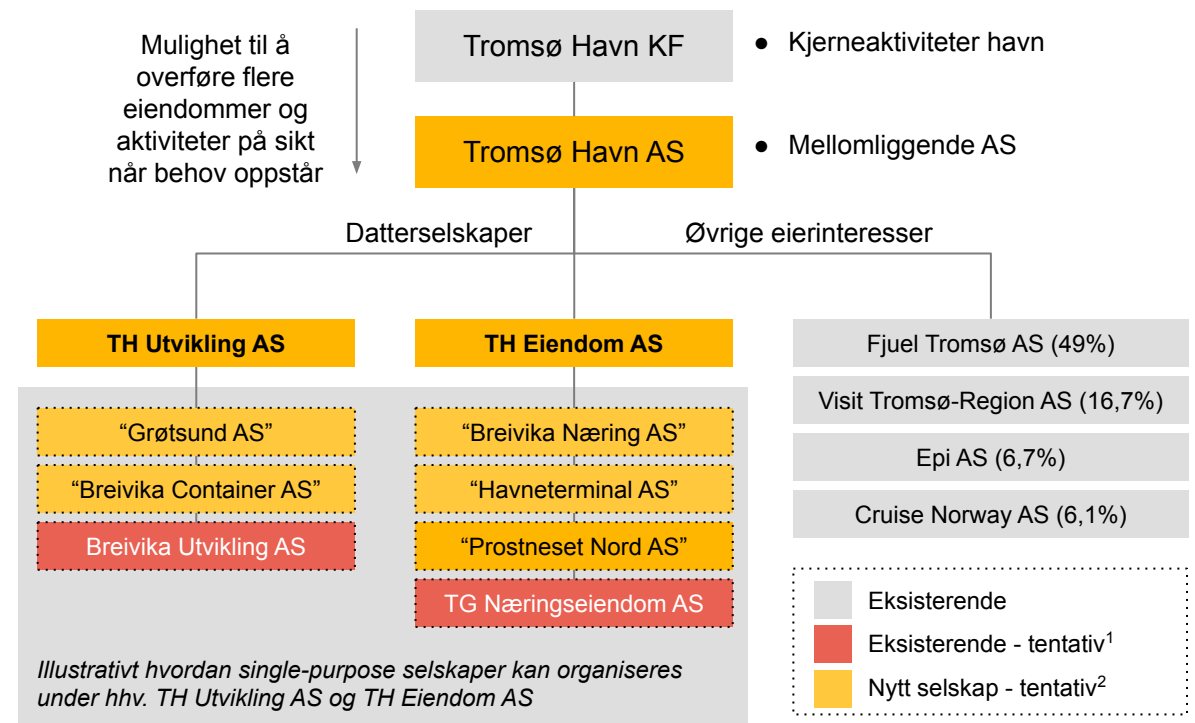 Mulighet til å
overføre flere
eiendommer og
aktiviteter på sikt
når behov oppstår
Tromsø Havn KF
● Kjerneaktiviteter havn
Tromsø Havn AS
● Mellomliggende AS
Datterselskaper
Øvrige eierinteresser
TH Utvikling AS
“Grøtsund AS”
“Breivika Container AS”
Breivika Utvikling AS
TH Eiendom AS
“Breivika Næring AS”
“Havneterminal AS”
“Prostneset Nord AS”
TG Næringseiendom AS
Illustrativt hvordan single-purpose selskaper kan organiseres
under hhv. TH Utvikling AS og TH Eiendom AS
Fjuel Tromsø AS (49%)
Visit Tromsø-Region AS (16,7%)
Epi AS (6,7%)
Cruise Norway AS (6,1%)
Eksisterende
Eksisterende - tentativ¹
Nytt selskap - tentativ²